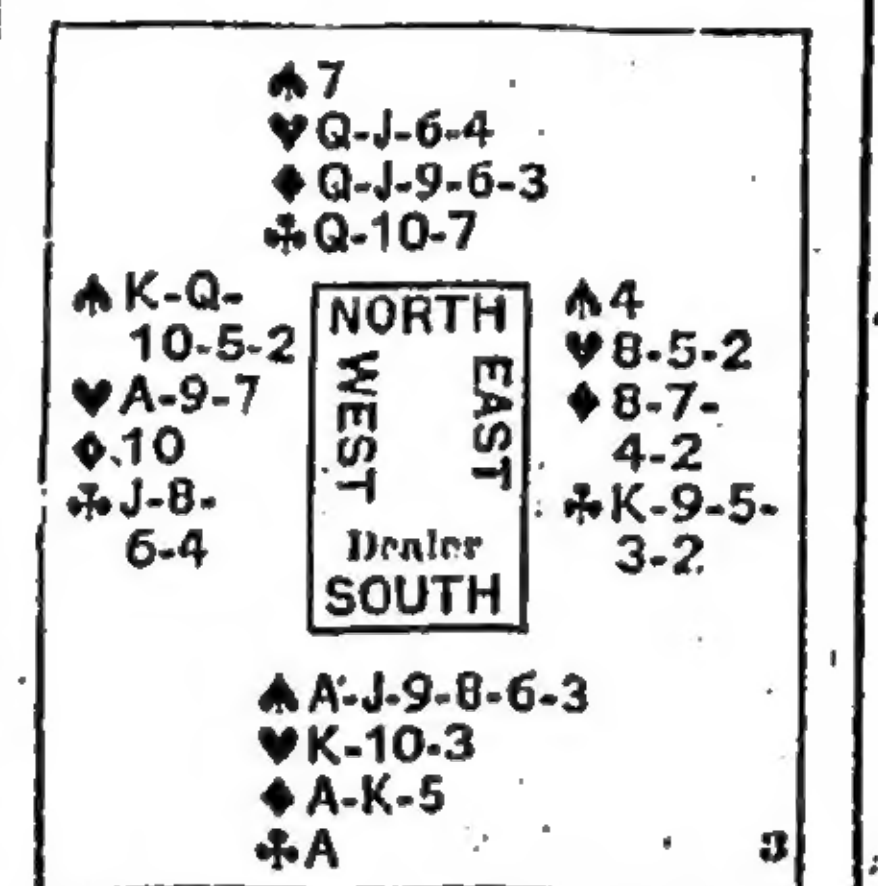 ♠ 7
♥ Q-J-6-4
♦ Q-J-9-6-3
♣ Q-10-7
♠ K-Q-
10-5-2
♥ A-9-7
♦ 10
♣ J-8-
6-4
NORTH
WEST
EAST
Dealer
SOUTH
♠ 4
♥ 8-5-2
♦ 8-7-
4-2
♣ K-9-5-
3-2
♠ A-J-9-8-6-3
♥ K-10-3
♦ A-K-5
♣ A
3